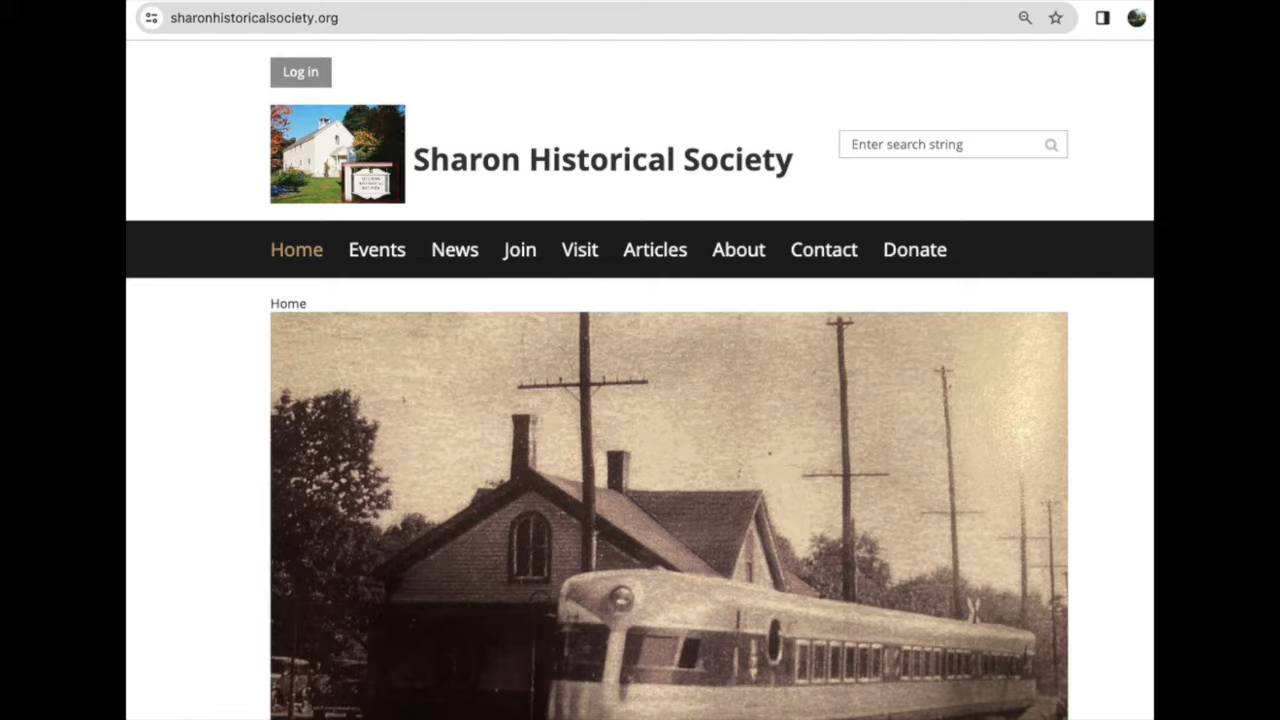 sharonhistoricalsociety.org
Log in
Sharon Historical Society
Enter search string
Home Events News Join Visit Articles About Contact Donate
Home